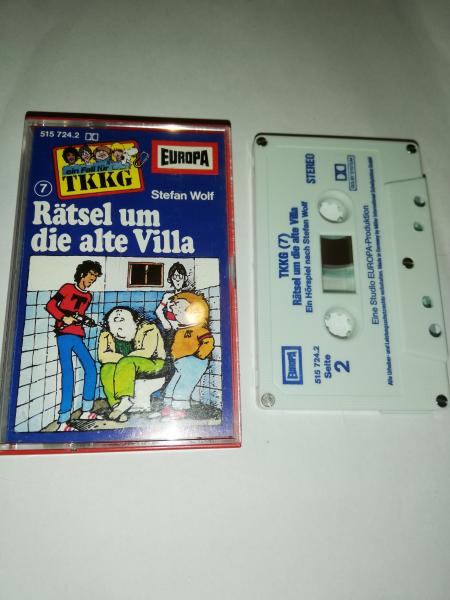 515 724.2
ein Fall für
TKKG
EUROPA
Stefan Wolf
7
Rätsel um
die alte Villa
T
STEREO
TKKG (7)
Rätsel um die alte Villa
Ein Hörspiel nach Stefan Wolf
EUROPA
515 724.2
Seite
2
Eine Studio EUROPA-Produktion